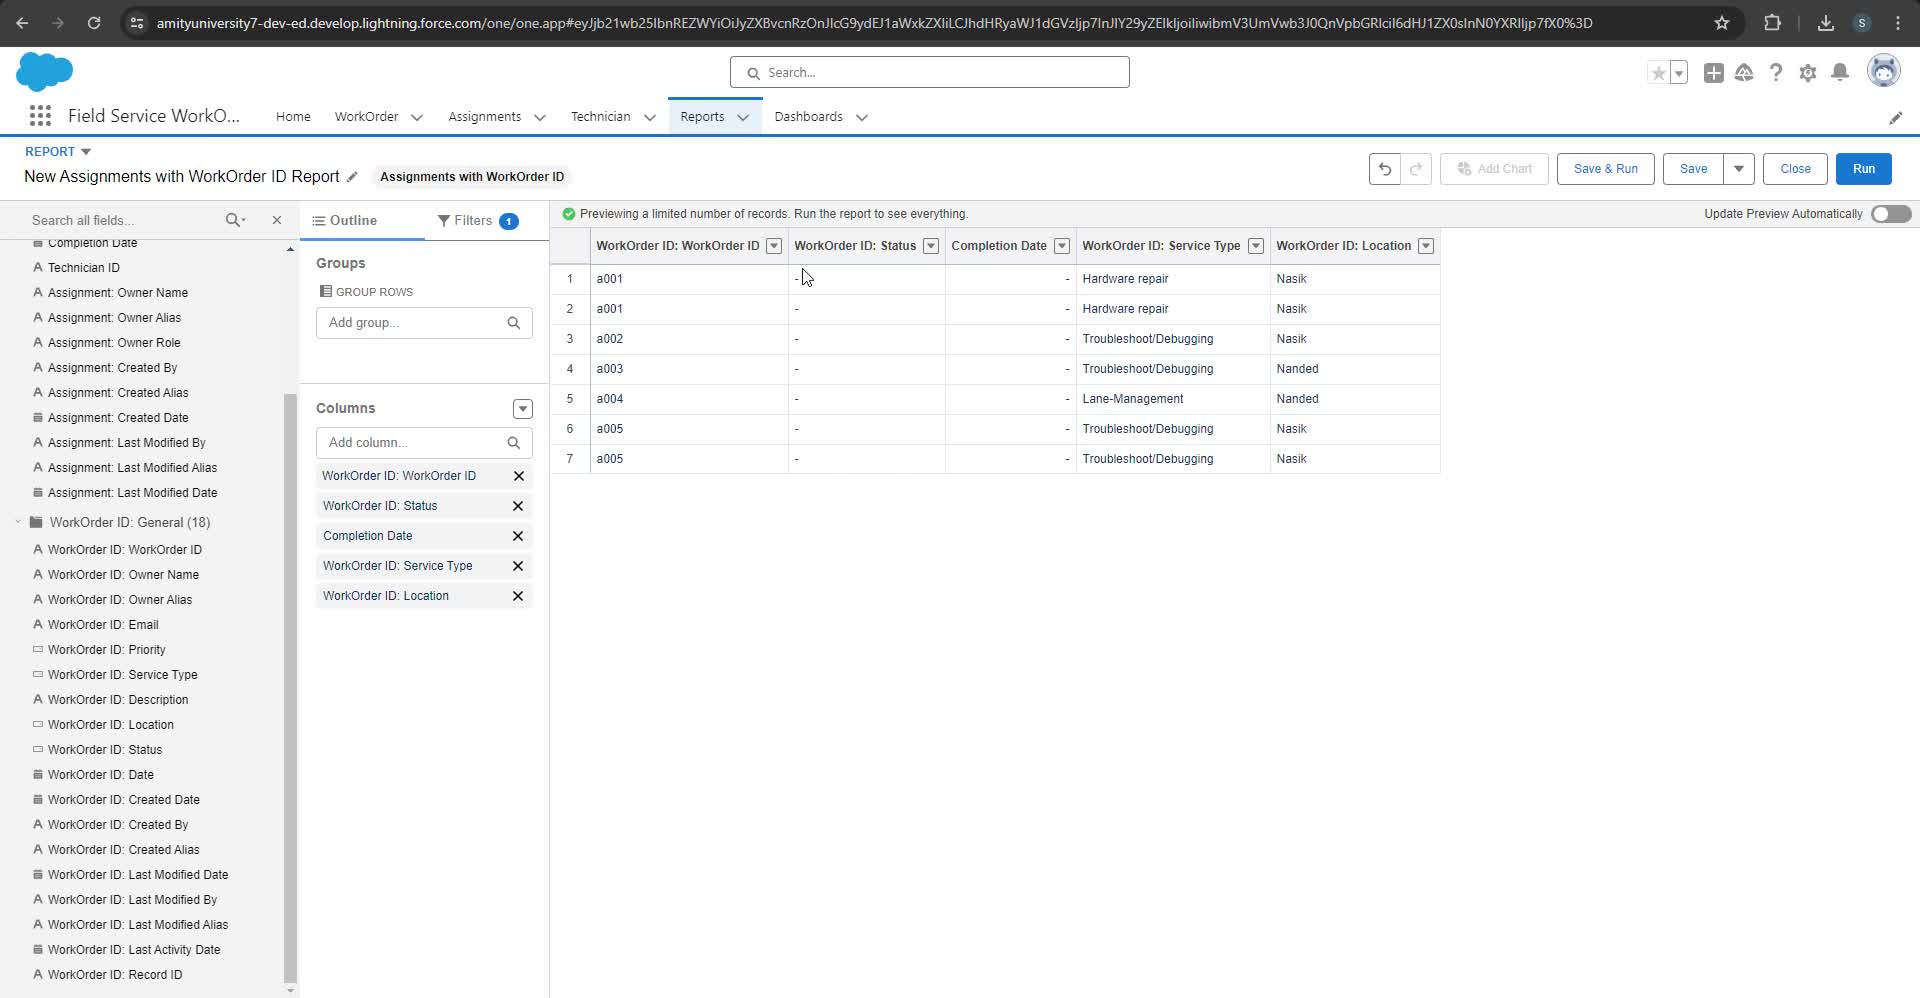 amityuniversity7-dev-ed.develop.lightning.force.com/one/one.app#
Search...
Field Service WorkO...
Home
WorkOrder
Assignments
Technician
Reports
Dashboards
REPORT
New Assignments with WorkOrder ID Report
Assignments with WorkOrder ID
Add Chart
Save & Run
Save
Close
Run
Search all fields...
Completion Date
Technician ID
Assignment: Owner Name
Assignment: Owner Alias
Assignment: Owner Role
Assignment: Created By
Assignment: Created Alias
Assignment: Created Date
Assignment: Last Modified By
Assignment: Last Modified Alias
Assignment: Last Modified Date
WorkOrder ID: General (18)
WorkOrder ID: WorkOrder ID
WorkOrder ID: Owner Name
WorkOrder ID: Owner Alias
WorkOrder ID: Email
WorkOrder ID: Priority
WorkOrder ID: Service Type
WorkOrder ID: Description
WorkOrder ID: Location
WorkOrder ID: Status
WorkOrder ID: Date
WorkOrder ID: Created Date
WorkOrder ID: Created By
WorkOrder ID: Created Alias
WorkOrder ID: Last Modified Date
WorkOrder ID: Last Modified By
WorkOrder ID: Last Modified Alias
WorkOrder ID: Last Activity Date
WorkOrder ID: Record ID
Outline
Filters 1
Groups
GROUP ROWS
Add group...
Columns
Add column...
WorkOrder ID: WorkOrder ID
WorkOrder ID: Status
Completion Date
WorkOrder ID: Service Type
WorkOrder ID: Location
Previewing a limited number of records. Run the report to see everything.
Update Preview Automatically
WorkOrder ID: WorkOrder ID WorkOrder ID: Status Completion Date WorkOrder ID: Service Type WorkOrder ID: Location
1 a001 - - Hardware repair Nasik
2 a001 - - Hardware repair Nasik
3 a002 - - Troubleshoot/Debugging Nasik
4 a003 - - Troubleshoot/Debugging Nanded
5 a004 - - Lane-Management Nanded
6 a005 - - Troubleshoot/Debugging Nasik
7 a005 - - Troubleshoot/Debugging Nasik